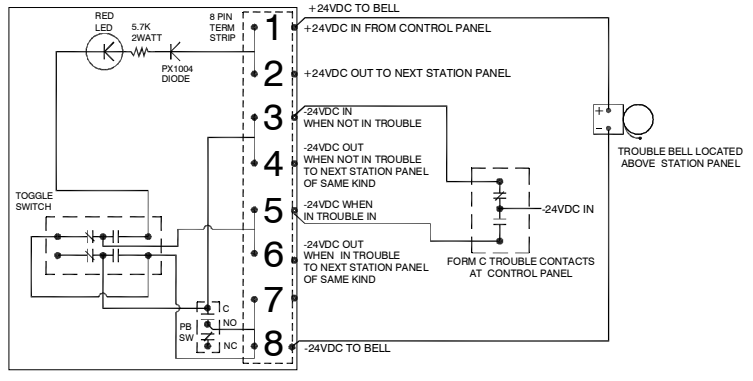 RED
LED
5.7K
2WATT
PX1004
DIODE
8 PIN
TERM
STRIP
1
2
3
4
5
6
7
8
+24VDC TO BELL
+24VDC IN FROM CONTROL PANEL
+24VDC OUT TO NEXT STATION PANEL
-24VDC IN
WHEN NOT IN TROUBLE
-24VDC OUT
WHEN NOT IN TROUBLE
TO NEXT STATION PANEL
OF SAME KIND
-24VDC WHEN
IN TROUBLE IN
-24VDC OUT
WHEN IN TROUBLE
TO NEXT STATION PANEL
OF SAME KIND
-24VDC TO BELL
TOGGLE
SWITCH
PB
SW
C
NO
NC
-24VDC IN
FORM C TROUBLE CONTACTS
AT CONTROL PANEL
+
-
TROUBLE BELL LOCATED
ABOVE STATION PANEL